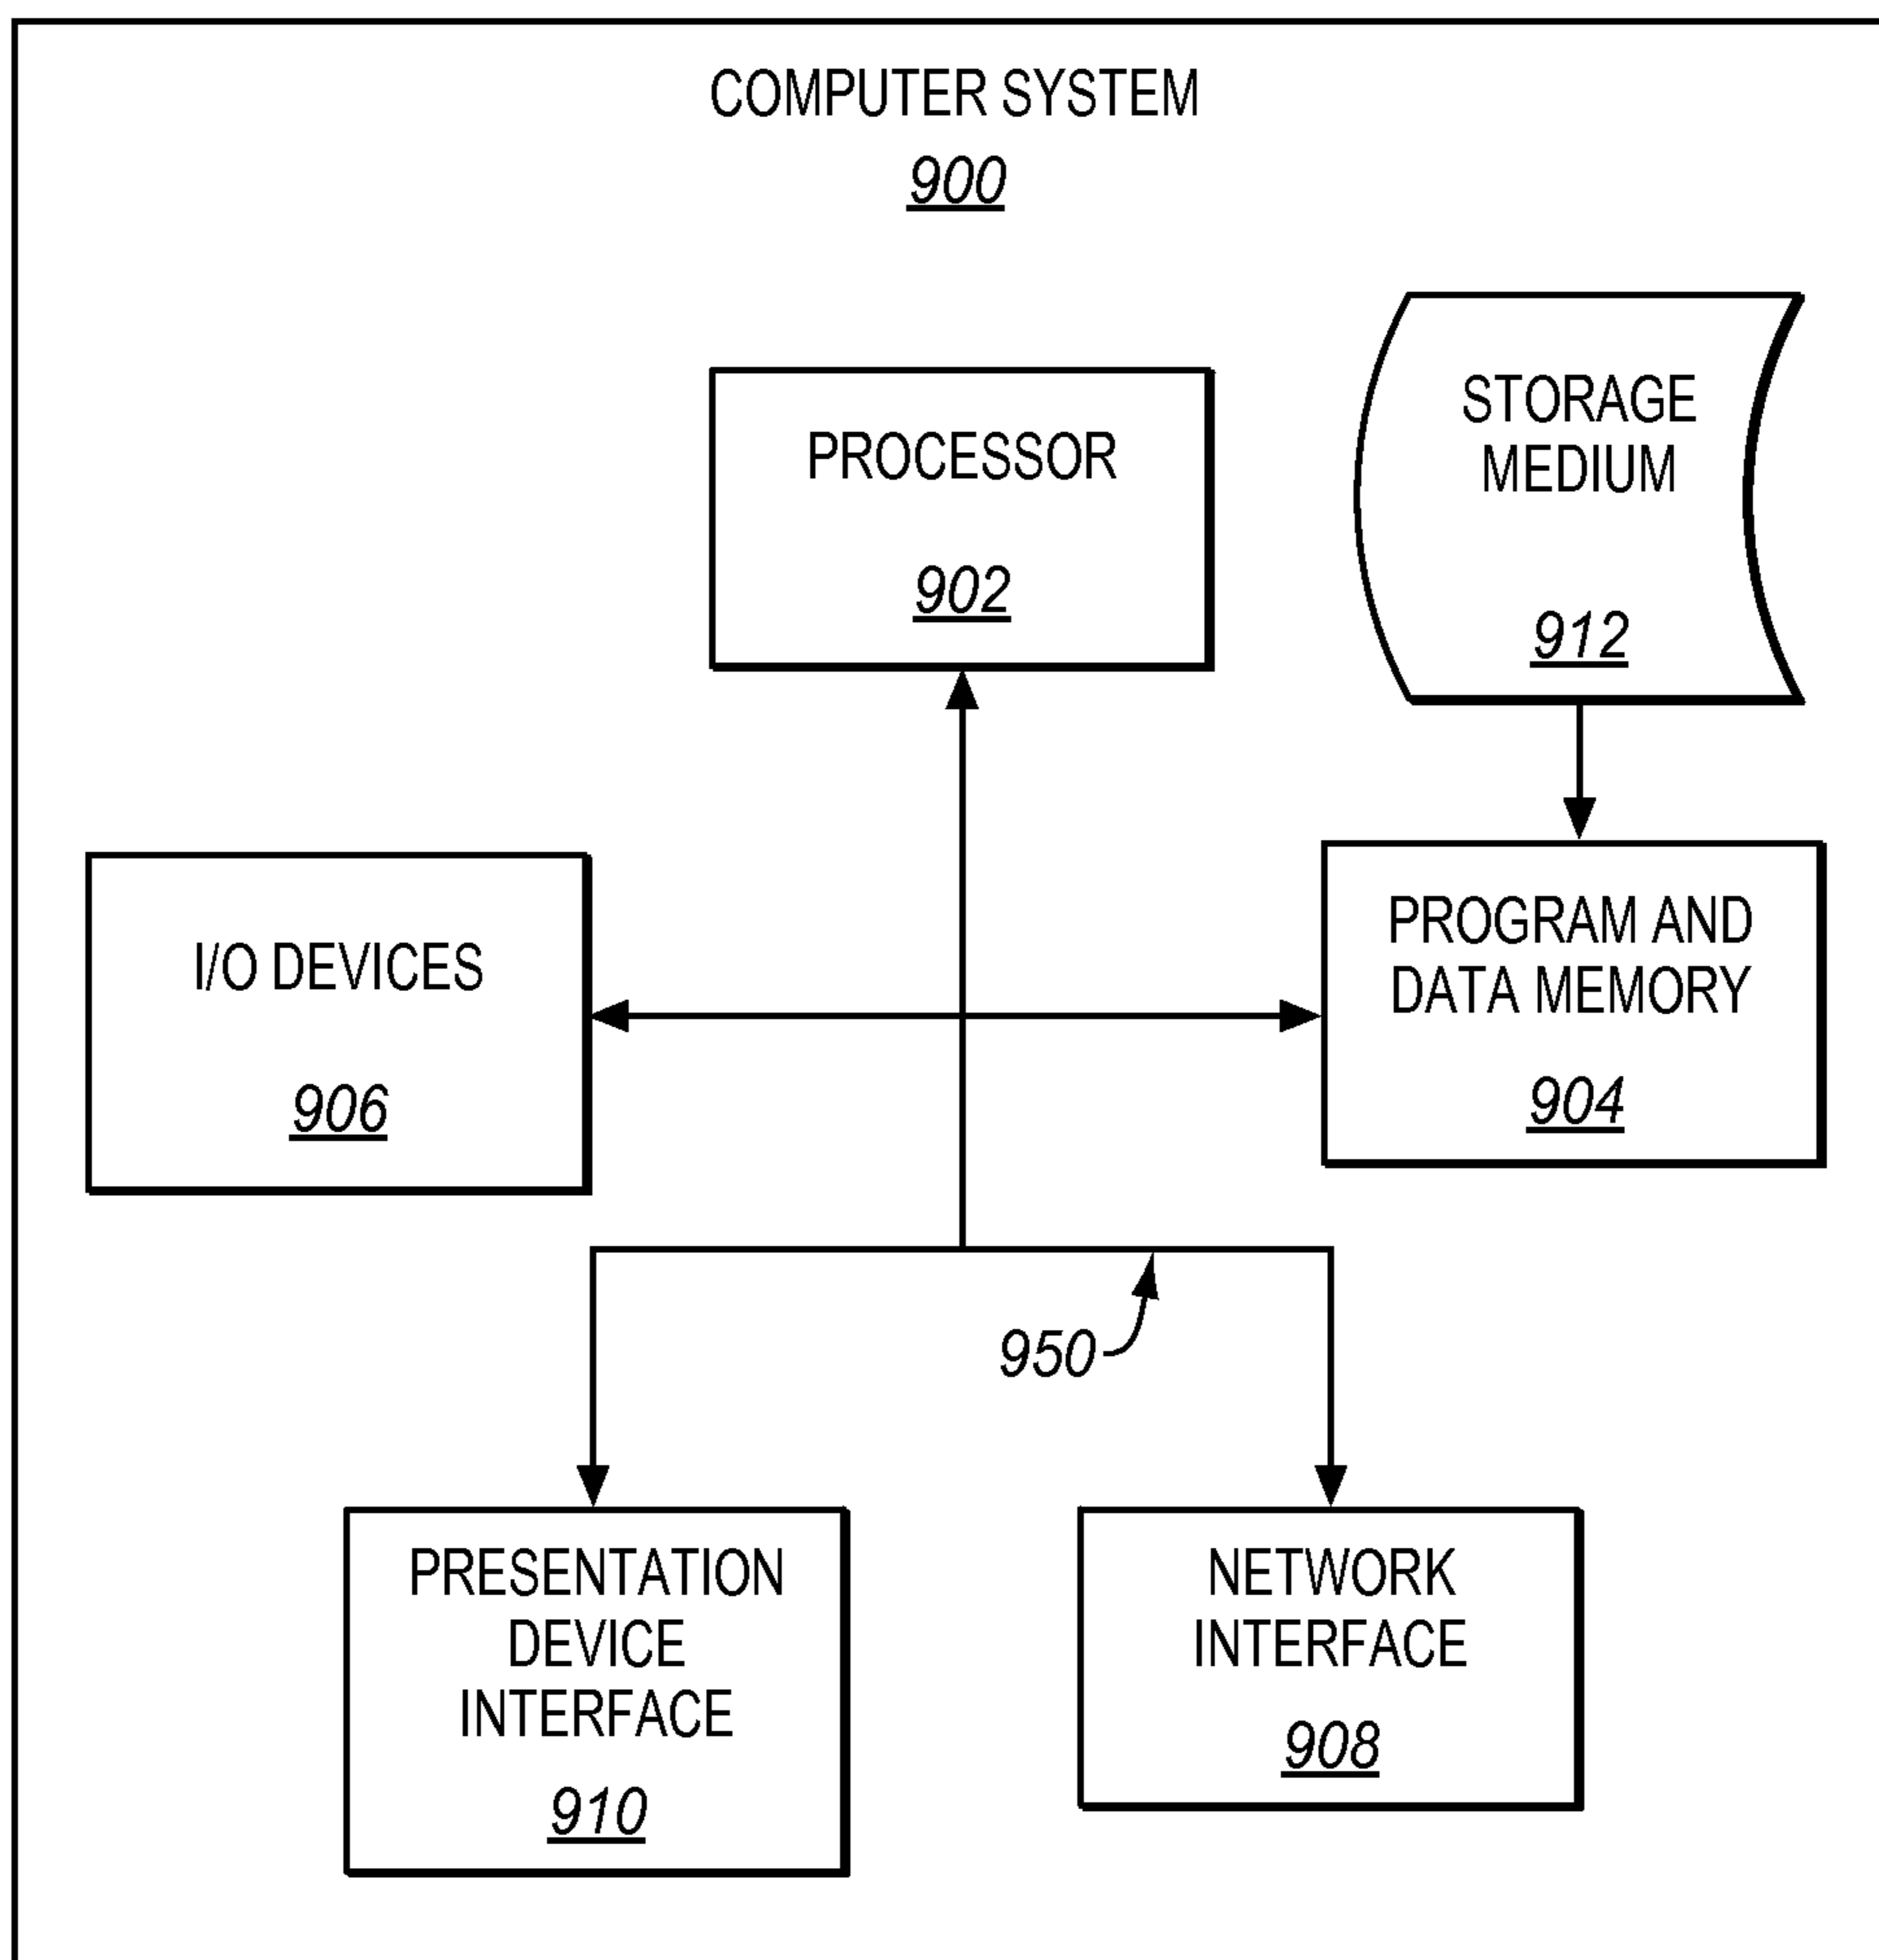 COMPUTER SYSTEM
900
PROCESSOR
902
STORAGE
MEDIUM
912
I/O DEVICES
906
PROGRAM AND
DATA MEMORY
904
950
PRESENTATION
DEVICE
INTERFACE
910
NETWORK
INTERFACE
908